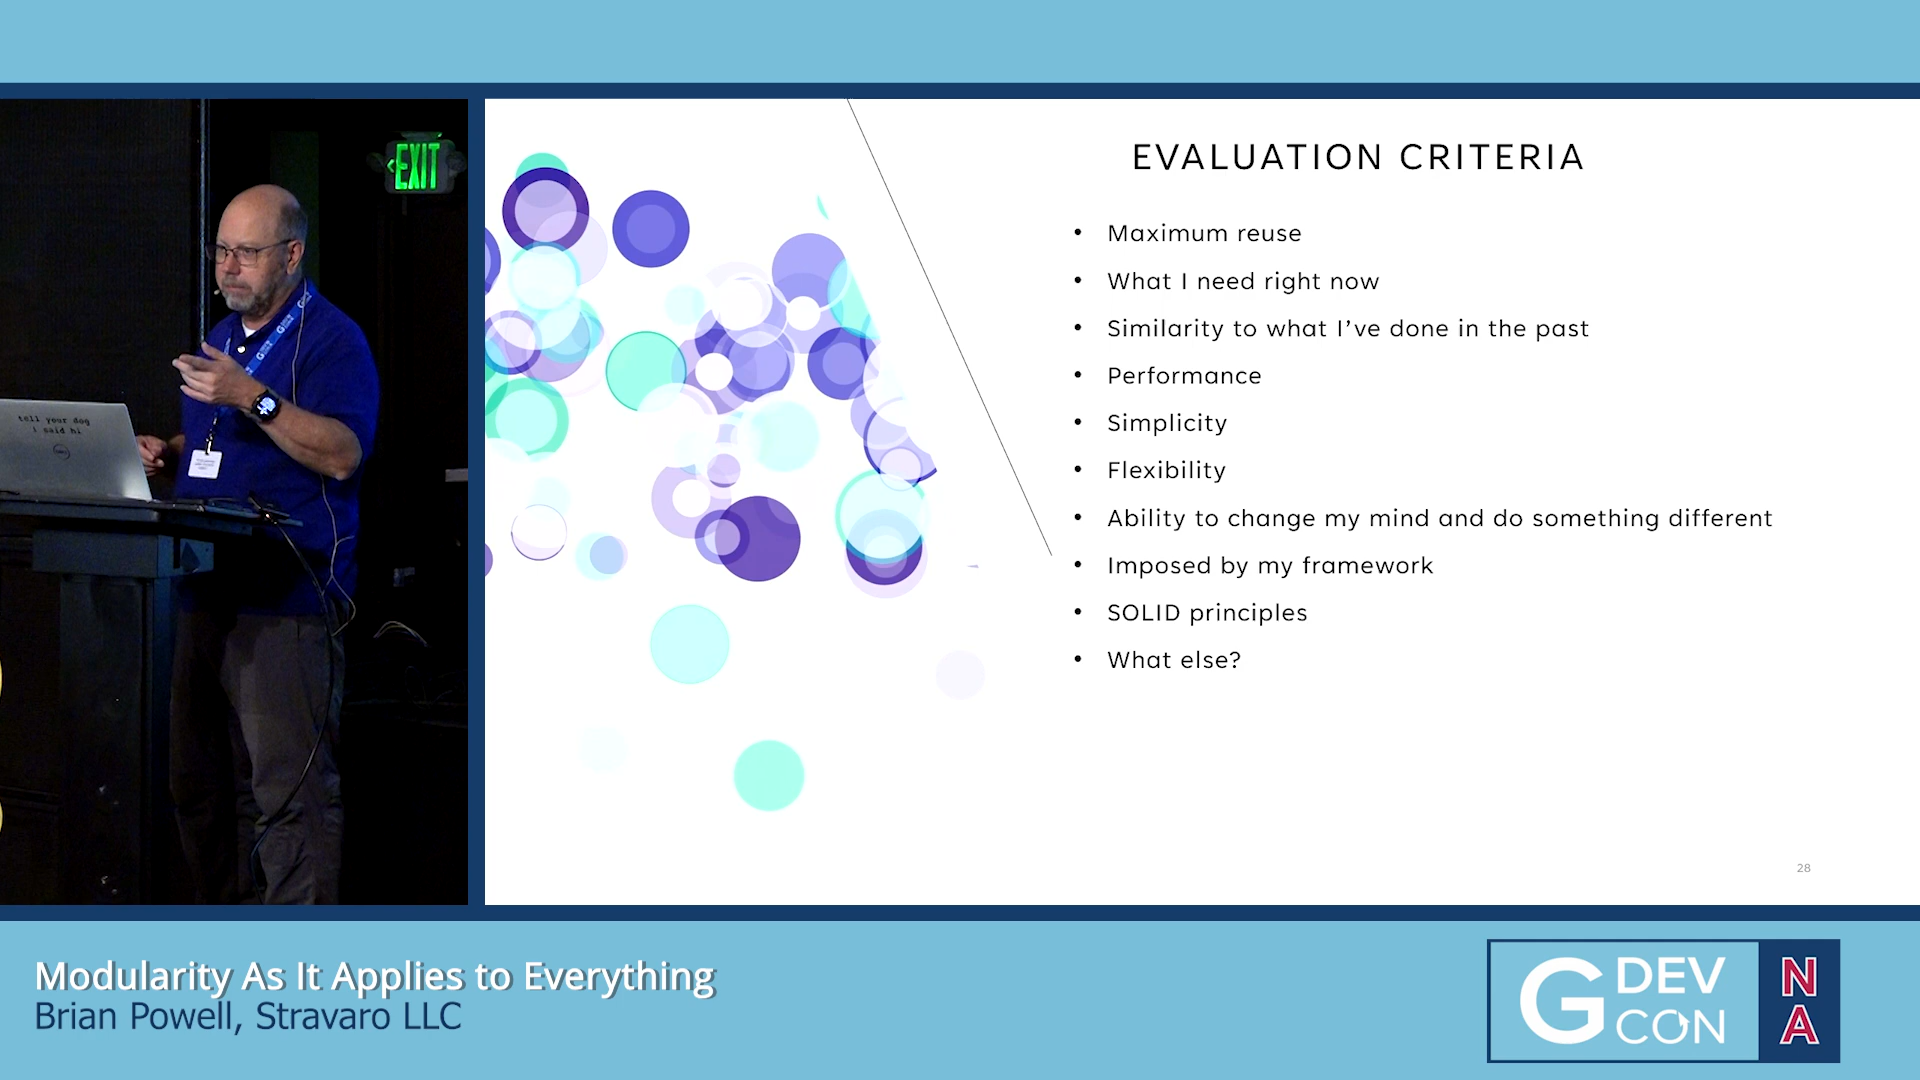 EXIT
tell your dog
i said hi
DELL
EVALUATION CRITERIA
• Maximum reuse
• What I need right now
• Similarity to what I’ve done in the past
• Performance
• Simplicity
• Flexibility
• Ability to change my mind and do something different
• Imposed by my framework
• SOLID principles
• What else?
28
Modularity As It Applies to Everything
Brian Powell, Stravaro LLC
G DEV CON
N
A